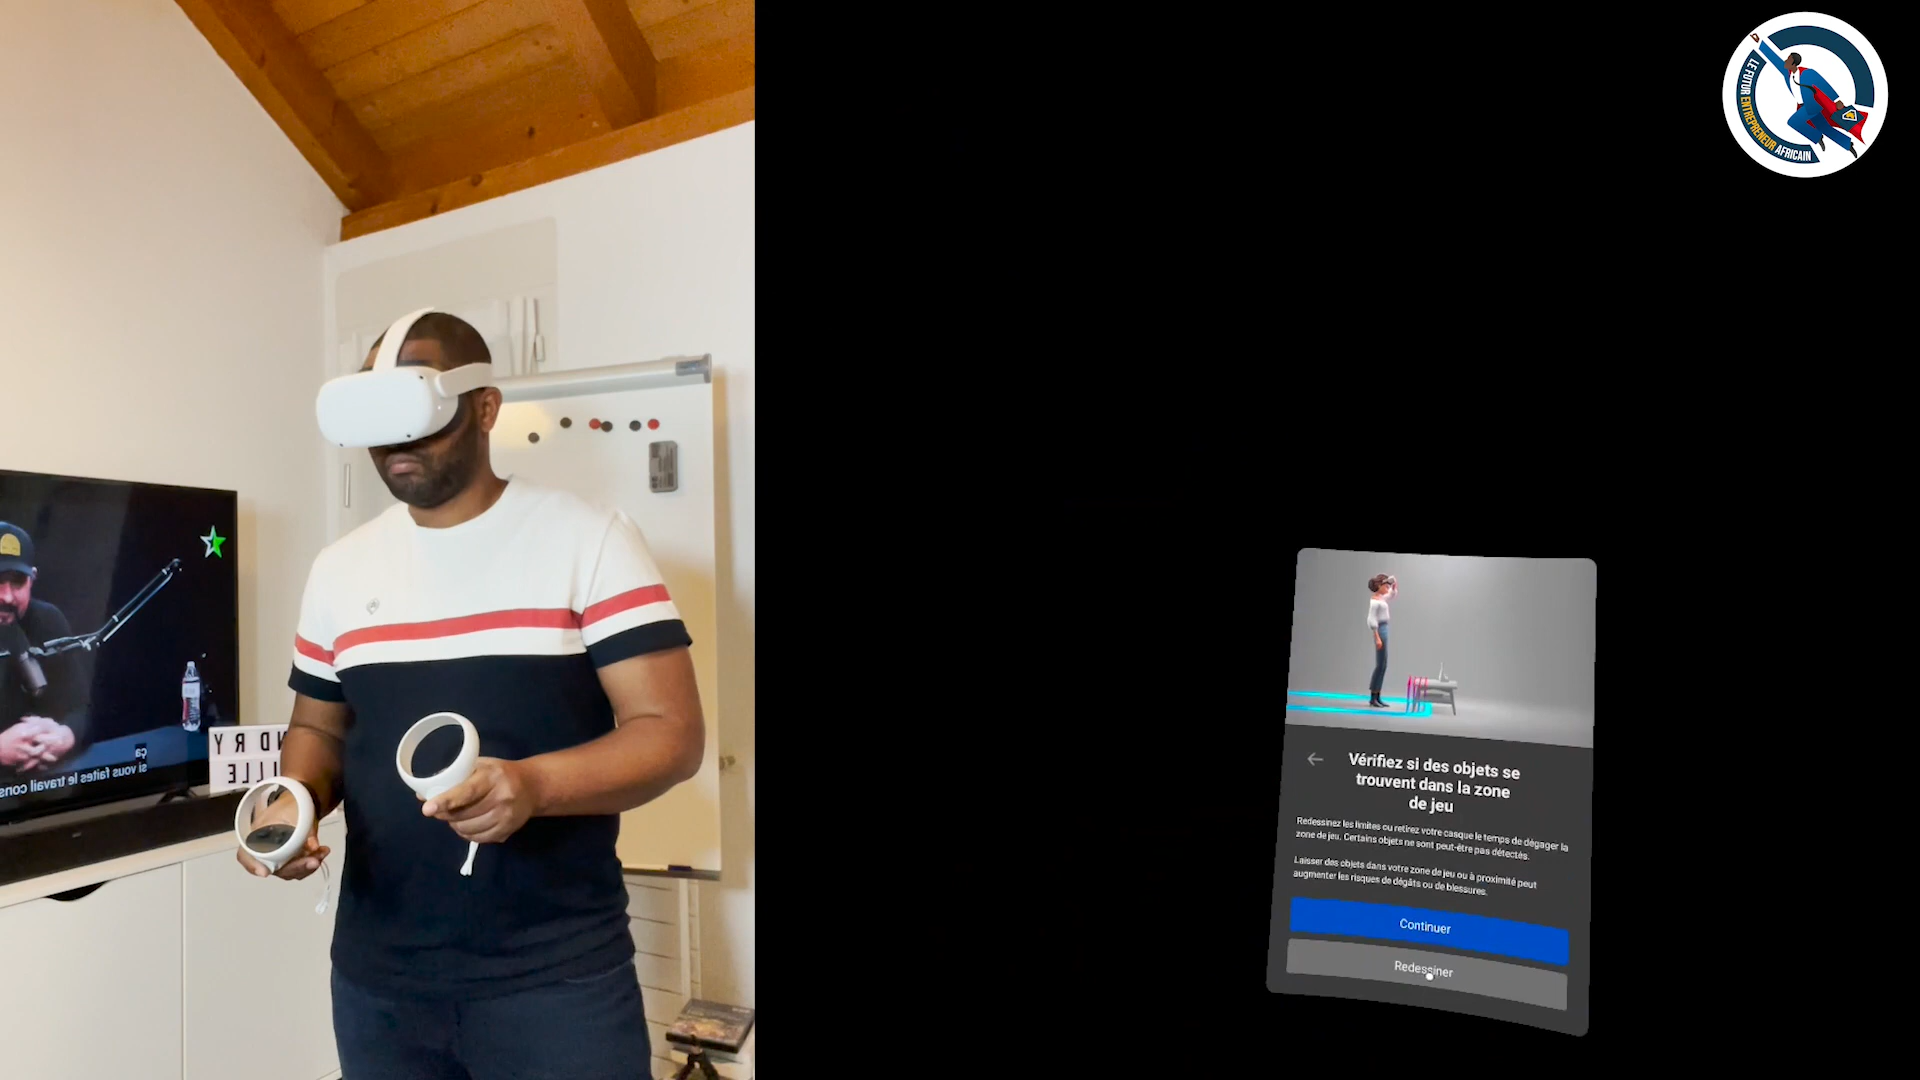 LE FUTUR ENTREPRENEUR AFRICAIN
Vérifiez si des objets se
trouvent dans la zone
de jeu
Redessinez les limites ou retirez votre casque le temps de dégager la
zone de jeu. Certains objets ne sont peut-être pas détectés.
Laisser des objets dans votre zone de jeu ou à proximité peut
augmenter les risques de dégâts ou de blessures.
Continuer
Redessiner
ça
si vous faites le travail
NDRY
ILLE